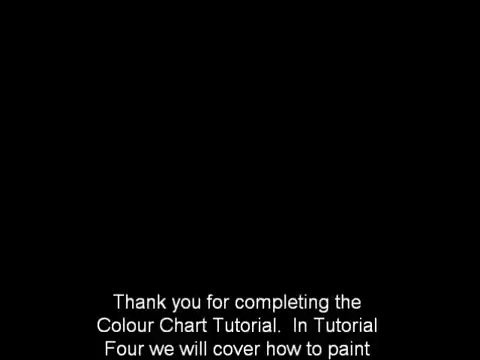 Thank you for completing the
Colour Chart Tutorial.  In Tutorial
Four we will cover how to paint